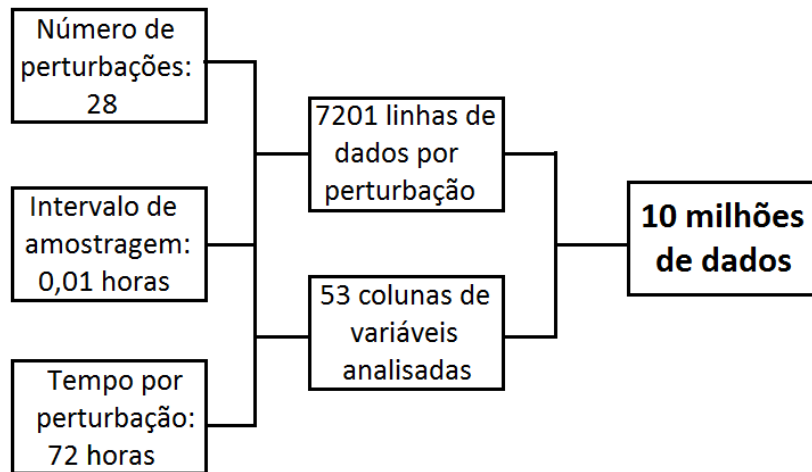 Número de
perturbações:
28
Intervalo de
amostragem:
0,01 horas
Tempo por
perturbação:
72 horas
7201 linhas de
dados por
perturbação
53 colunas de
variáveis
analisadas
10 milhões
de dados